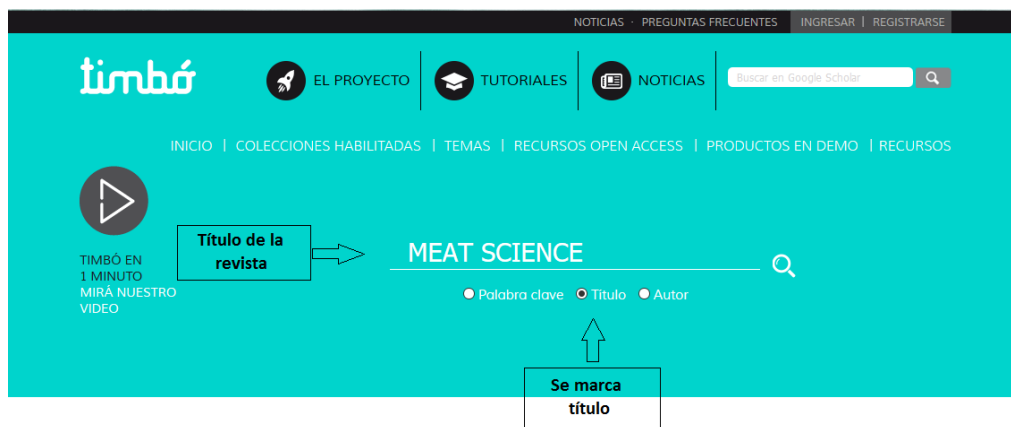 NOTICIAS · PREGUNTAS FRECUENTES INGRESAR | REGISTRARSE
timbó
EL PROYECTO
TUTORIALES
NOTICIAS
Buscar en Google Scholar
INICIO | COLECCIONES HABILITADAS | TEMAS | RECURSOS OPEN ACCESS | PRODUCTOS EN DEMO | RECURSOS
TIMBÓ EN
1 MINUTO
MIRÁ NUESTRO
VIDEO
Título de la
revista
MEAT SCIENCE
Palabra clave Título Autor
Se marca
título